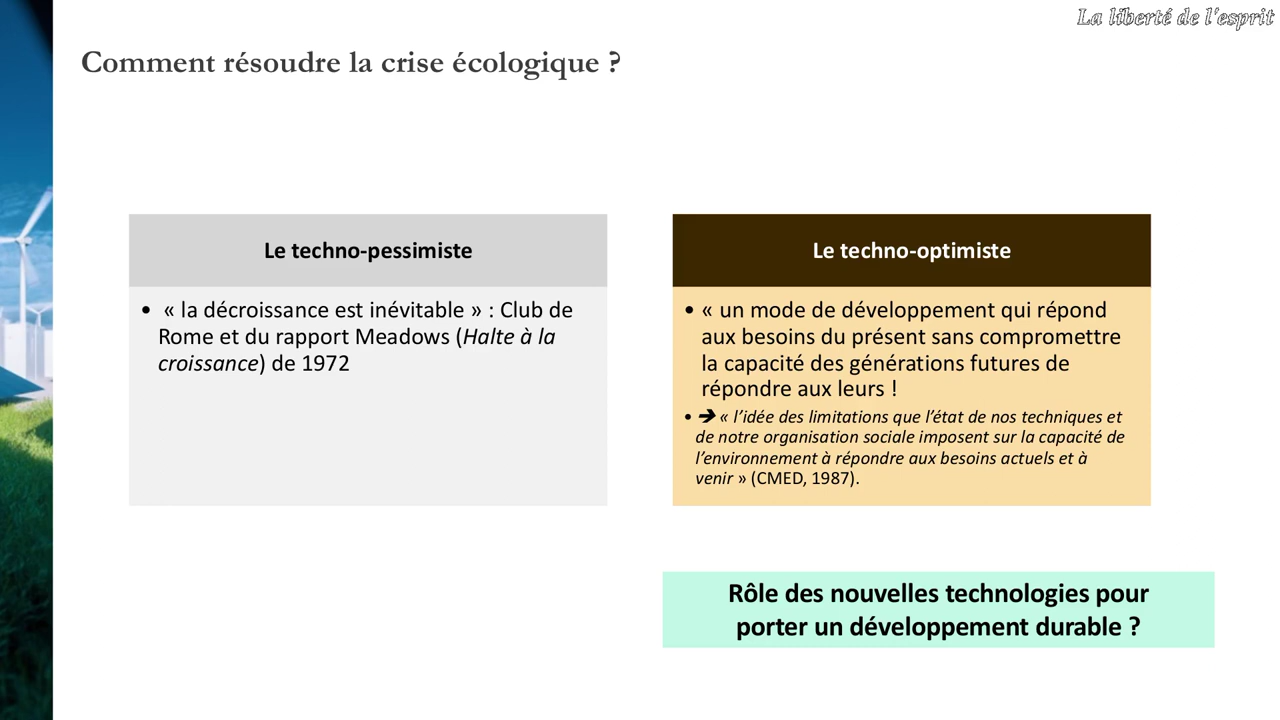 La liberté de l'esprit
Comment résoudre la crise écologique ?
Le techno-pessimiste
• « la décroissance est inévitable » : Club de
Rome et du rapport Meadows (Halte à la
croissance) de 1972
Le techno-optimiste
• « un mode de développement qui répond
aux besoins du présent sans compromettre
la capacité des générations futures de
répondre aux leurs !
• ➔ « l’idée des limitations que l’état de nos techniques et
de notre organisation sociale imposent sur la capacité de
l’environnement à répondre aux besoins actuels et à
venir » (CMED, 1987).
Rôle des nouvelles technologies pour
porter un développement durable ?